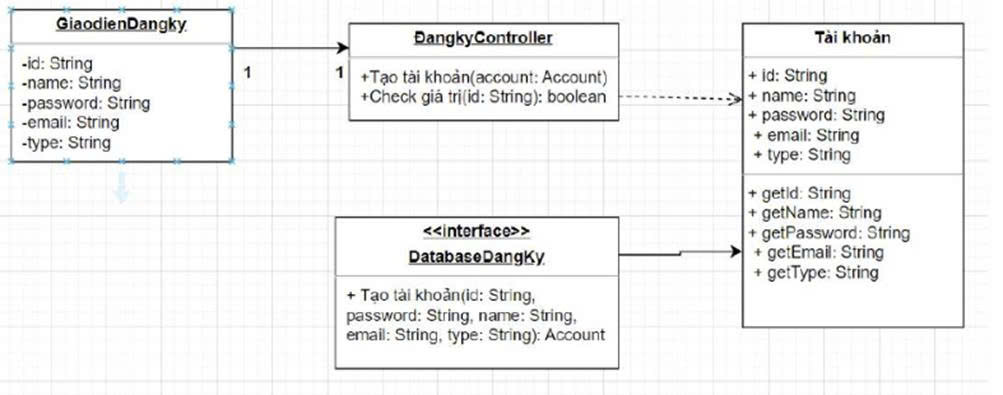 GiaodienDangky
-id: String
-name: String
-password: String
-email: String
-type: String
1
1
ĐangkyController
+Tạo tài khoản(account: Account)
+Check giá trị(id: String): boolean
Tài khoản
+ id: String
+ name: String
+ password: String
+ email: String
+ type: String
+ getId: String
+ getName: String
+ getPassword: String
+ getEmail: String
+ getType: String
<<interface>>
DatabaseDangKy
+ Tạo tài khoản(id: String,
password: String, name: String,
email: String, type: String): Account